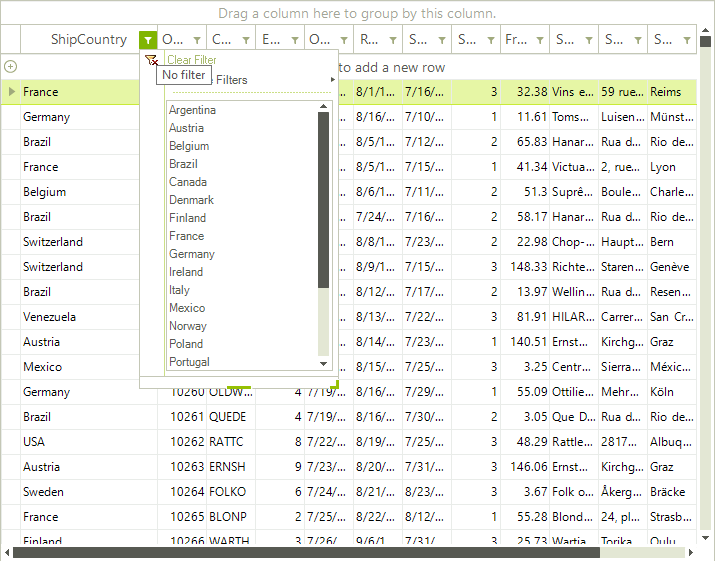 Drag a column here to group by this column.
ShipCountry O... C... E... O... R... S... S... Fr... S... S... S...
Clear Filter
to add a new row
No filter
Filters
France 8/1/1... 7/16/... 3 32.38 Vins e... 59 rue... Reims
Argentina
Germany 8/16/... 7/10/... 1 11.61 Toms... Luisen... Münst...
Austria
Brazil 8/5/1... 7/12/... 2 65.83 Hanar... Rua d... Rio de...
Belgium
Brazil
France 8/5/1... 7/15/... 1 41.34 Victua... 2, rue... Lyon
Canada
Belgium 8/6/1... 7/11/... 2 51.3 Suprê... Boule... Charle...
Denmark
Brazil 7/24/... 7/16/... 2 58.17 Hanar... Rua d... Rio de...
Finland
France
Switzerland 8/8/1... 7/23/... 2 22.98 Chop-... Haupt... Bern
Germany
Switzerland 8/9/1... 7/15/... 3 148.33 Richte... Staren... Genève
Ireland
Brazil 8/12/... 7/17/... 2 13.97 Wellin... Rua d... Resen...
Italy
Mexico
Venezuela 8/13/... 7/22/... 3 81.91 HILAR... Carrer... San Cr...
Norway
Austria 8/14/... 7/23/... 1 140.51 Ernst... Kirchg... Graz
Poland
Mexico 8/15/... 7/25/... 3 3.25 Centr... Sierra... Méxic...
Portugal
Germany 10260 OLDW... 4 7/19/... 8/16/... 7/29/... 1 55.09 Ottilie... Mehr... Köln
Brazil 10261 QUEDE 4 7/19/... 8/16/... 7/30/... 2 3.05 Que D... Rua d... Rio de...
USA 10262 RATTC 8 7/22/... 8/19/... 7/25/... 3 48.29 Rattle... 2817... Albuq...
Austria 10263 ERNSH 9 7/23/... 8/20/... 7/31/... 3 146.06 Ernst... Kirchg... Graz
Sweden 10264 FOLKO 6 7/24/... 8/21/... 8/23/... 3 3.67 Folk o... Åkerg... Bräcke
France 10265 BLONP 2 7/25/... 8/22/... 8/12/... 1 55.28 Blond... 24, pl... Strasb...
Finland 10266 WARTH 3 7/26/... 9/6/1... 3 25.73 Wartia... Torika... Oulu